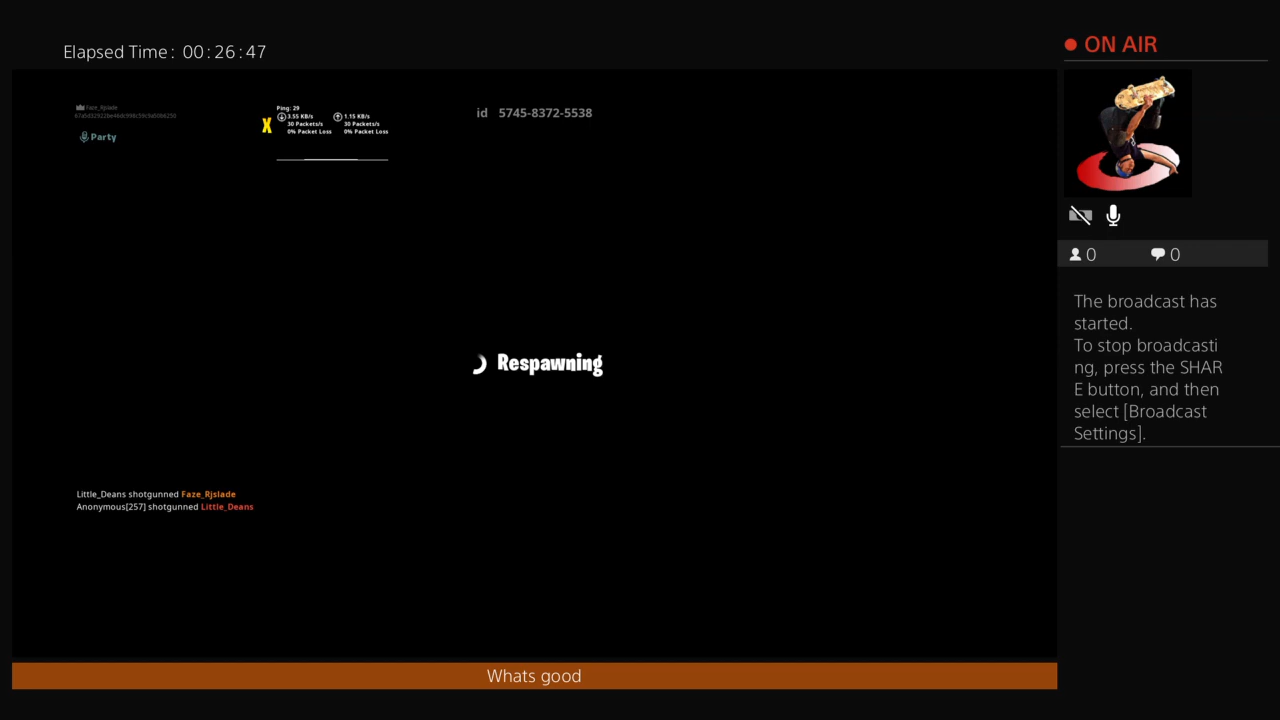 Elapsed Time: 00:26:47
ON AIR
Faze_Rjslade
Party
X
Ping: 29
3.55 KB/s 1.15 KB/s
30 Packets/s 30 Packets/s
0% Packet Loss 0% Packet Loss
id 5745-8372-5538
0 0
The broadcast has
started.
To stop broadcasti
ng, press the SHAR
E button, and then
select [Broadcast
Settings].
Respawning
Little_Deans shotgunned Faze_Rjslade
Anonymous[257] shotgunned Little_Deans
Whats good